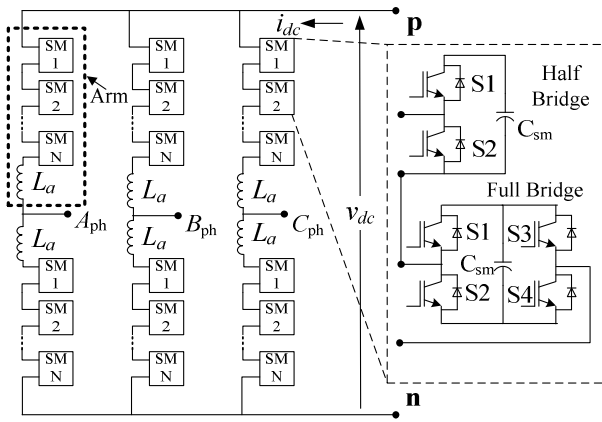 i_dc
p
SM 1
SM 1
SM 1
Arm
SM 2
SM 2
SM 2
SM N
SM N
SM N
L_a
L_a
L_a
A_ph
B_ph
C_ph
v_dc
L_a
L_a
L_a
SM 1
SM 1
SM 1
SM 2
SM 2
SM 2
SM N
SM N
SM N
n
S1
Half
Bridge
C_sm
S2
Full Bridge
S1
S3
C_sm
S2
S4